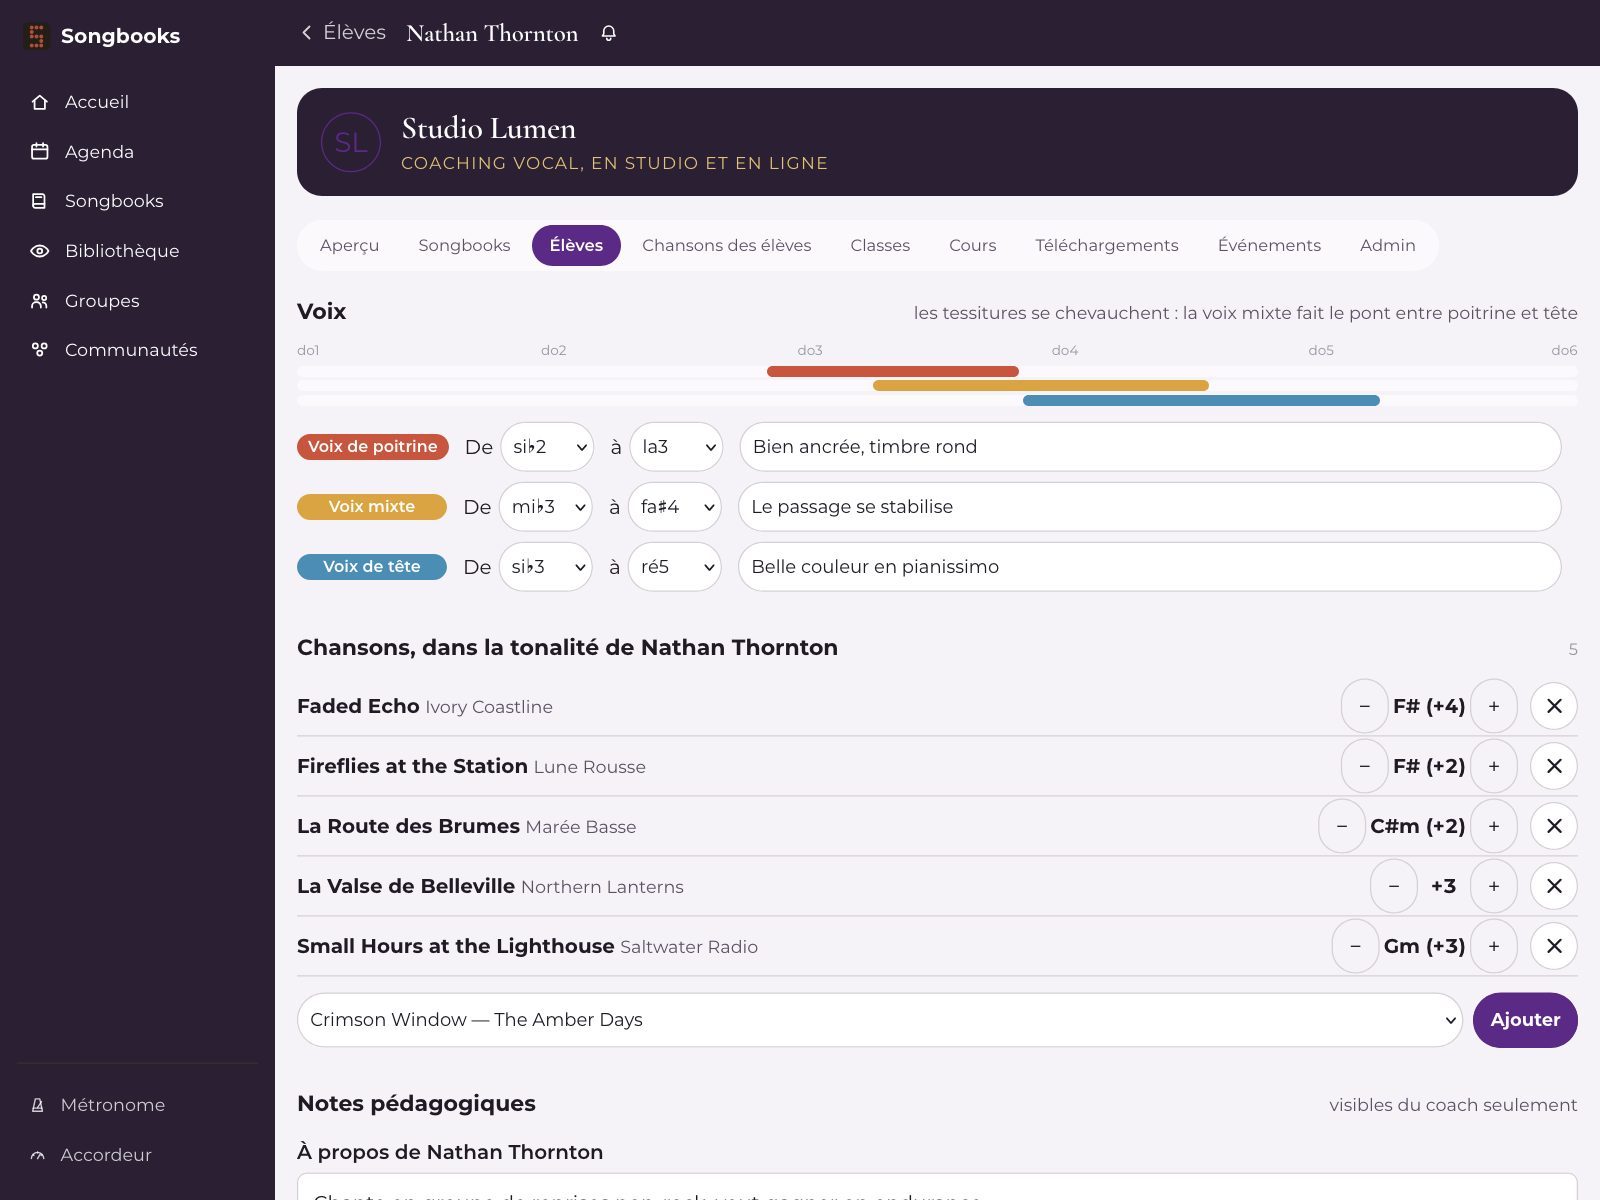 Songbooks
Élèves
Nathan Thornton
Accueil
Agenda
Songbooks
Bibliothèque
Groupes
Communautés
Métronome
Accordeur
SL
Studio Lumen
COACHING VOCAL, EN STUDIO ET EN LIGNE
Aperçu Songbooks Élèves Chansons des élèves Classes Cours Téléchargements Événements Admin
Voix
les tessitures se chevauchent : la voix mixte fait le pont entre poitrine et tête
do1 do2 do3 do4 do5 do6
Voix de poitrine De si♭2 à la3 Bien ancrée, timbre rond
Voix mixte De mi♭3 à fa♯4 Le passage se stabilise
Voix de tête De si♭3 à ré5 Belle couleur en pianissimo
Chansons, dans la tonalité de Nathan Thornton 5
Faded Echo Ivory Coastline − F# (+4) +
Fireflies at the Station Lune Rousse − F# (+2) +
La Route des Brumes Marée Basse − C#m (+2) +
La Valse de Belleville Northern Lanterns − +3 +
Small Hours at the Lighthouse Saltwater Radio − Gm (+3) +
Crimson Window — The Amber Days Ajouter
Notes pédagogiques
visibles du coach seulement
À propos de Nathan Thornton